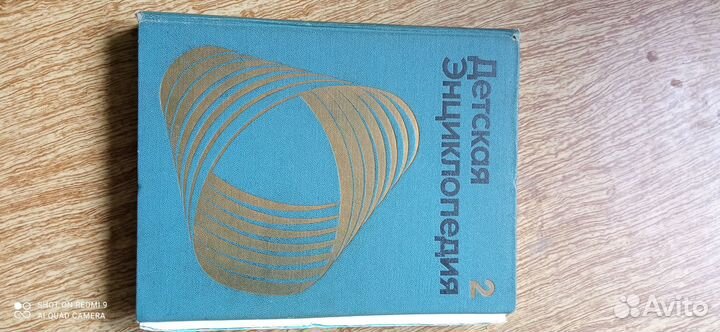 Детская
Энциклопедия
2
SHOT ON REDMI 9
AI QUAD CAMERA
Avito